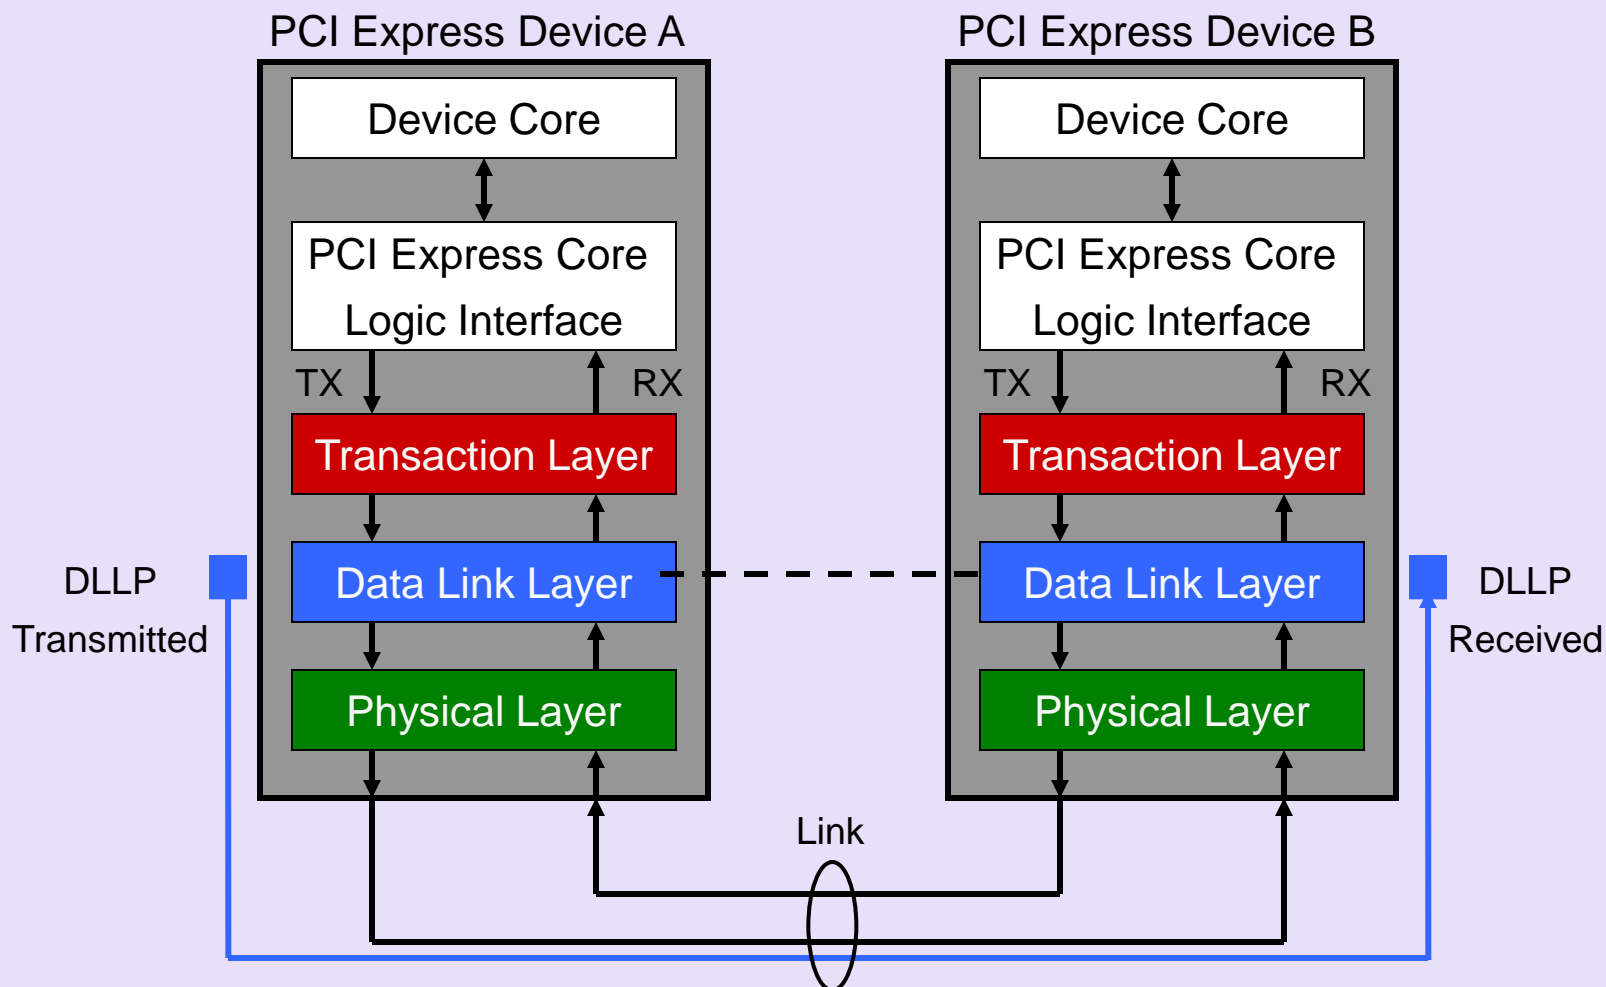 PCI Express Device A
PCI Express Device B
Device Core
Device Core
PCI Express Core
Logic Interface
PCI Express Core
Logic Interface
TX
RX
TX
RX
Transaction Layer
Transaction Layer
DLLP
Transmitted
Data Link Layer
Data Link Layer
DLLP
Received
Physical Layer
Physical Layer
Link